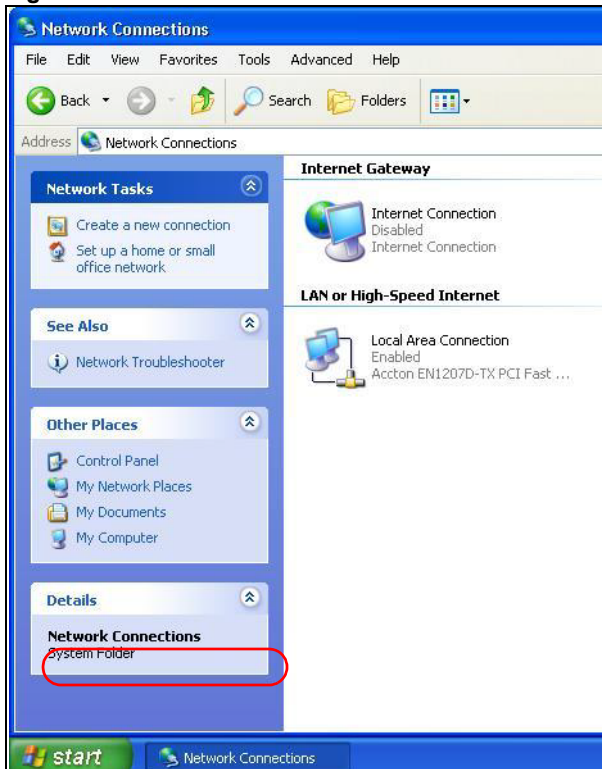 Network Connections
File Edit View Favorites Tools Advanced Help
Back Search Folders
Address Network Connections
Network Tasks
Create a new connection
Set up a home or small
office network
See Also
Network Troubleshooter
Other Places
Control Panel
My Network Places
My Documents
My Computer
Details
Network Connections
System Folder
Internet Gateway
Internet Connection
Disabled
Internet Connection
LAN or High-Speed Internet
Local Area Connection
Enabled
Accton EN1207D-TX PCI Fast ...
start Network Connections